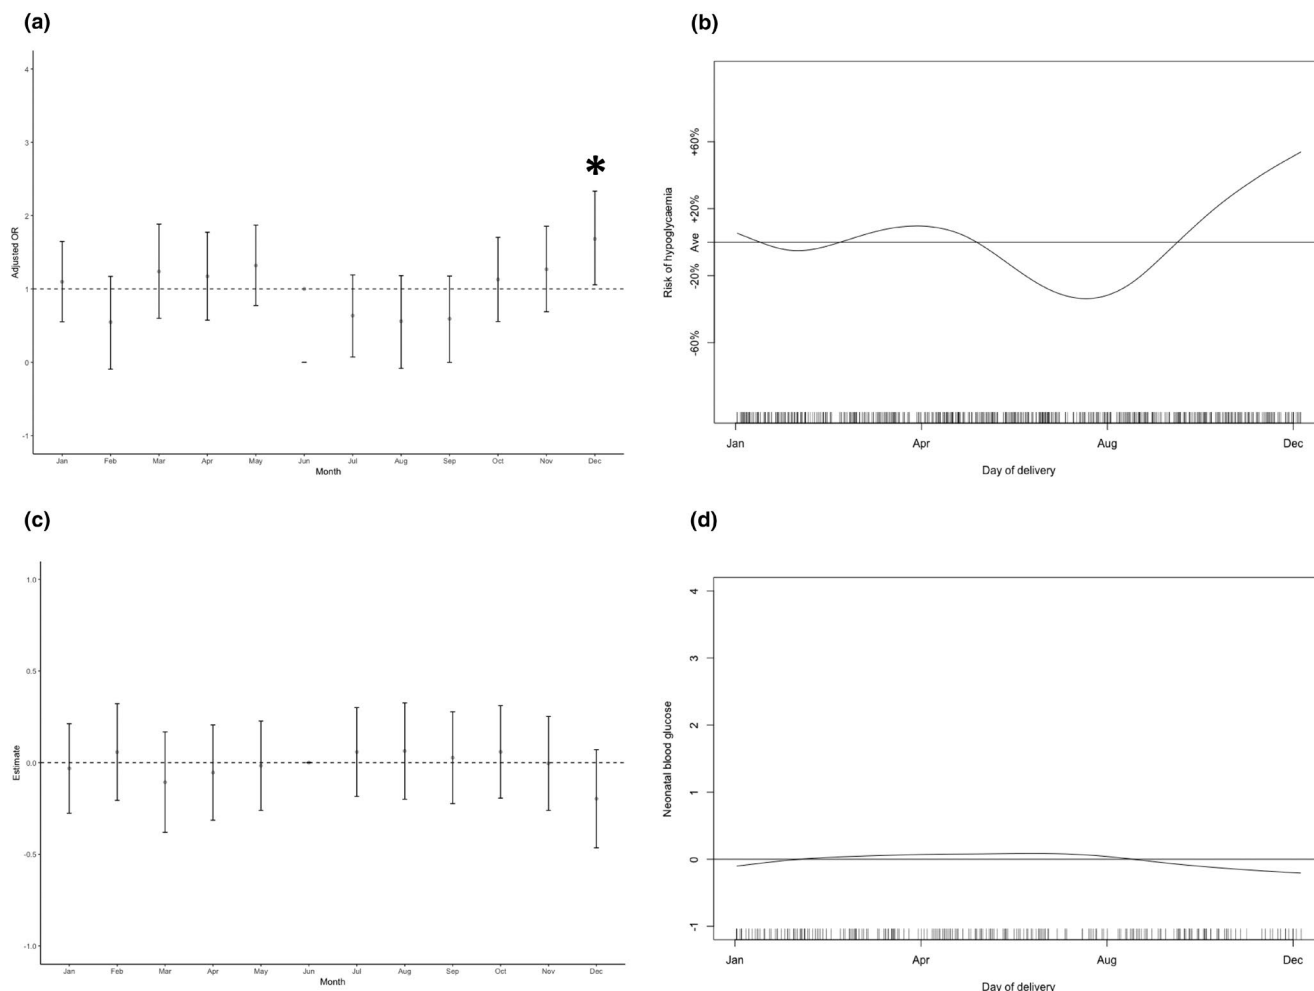 (a)
4
3
2
1
0
-1
Adjusted OR
*
Jan Feb Mar Apr May Jun Jul Aug Sep Oct Nov Dec
Month
(b)
+60%
+20%
Ave
-20%
-60%
Risk of hypoglycaemia
Jan Apr Aug Dec
Day of delivery
(c)
1.0
0.5
0.0
-0.5
-1.0
Estimate
Jan Feb Mar Apr May Jun Jul Aug Sep Oct Nov Dec
Month
(d)
4
3
2
1
0
-1
Neonatal blood glucose
Jan Apr Aug Dec
Day of delivery